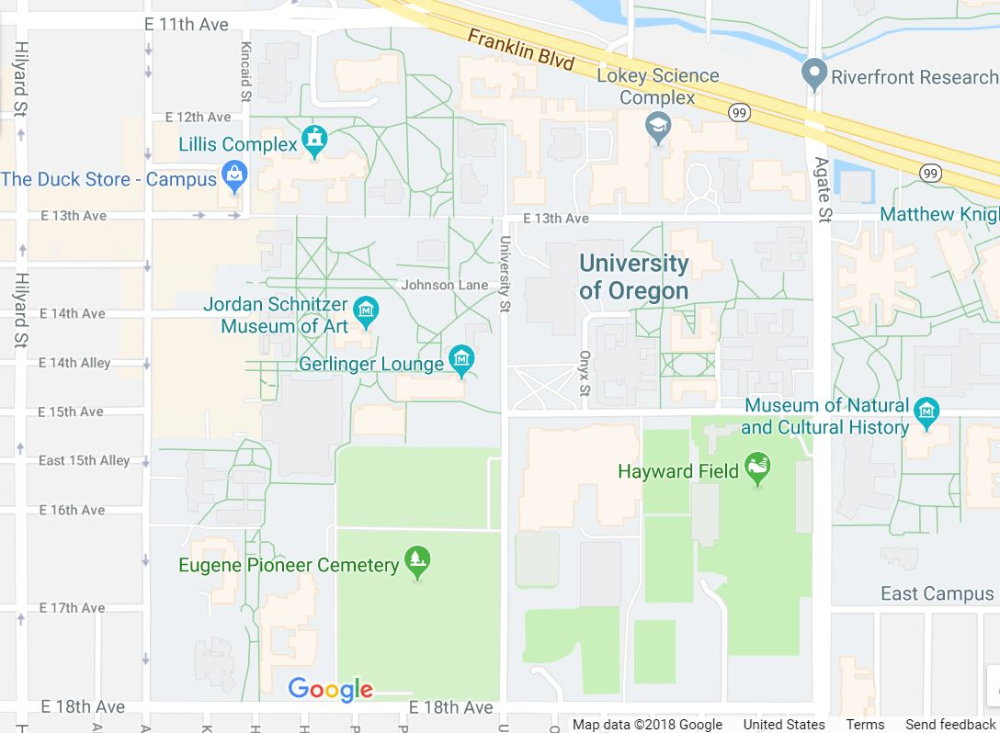 E 11th Ave
Hilyard St
Kincaid St
Franklin Blvd
Lokey Science
Complex
Riverfront Research
99
E 12th Ave
Lillis Complex
The Duck Store - Campus
Agate St
99
E 13th Ave
E 13th Ave
Matthew Knigh
University St
University
of Oregon
Johnson Lane
Hilyard St
Jordan Schnitzer
Museum of Art
E 14th Ave
Gerlinger Lounge
E 14th Alley
Onyx St
E 15th Ave
Museum of Natural
and Cultural History
East 15th Alley
Hayward Field
E 16th Ave
Eugene Pioneer Cemetery
East Campus
E 17th Ave
Google
E 18th Ave
E 18th Ave
Map data ©2018 Google
United States
Terms
Send feedback